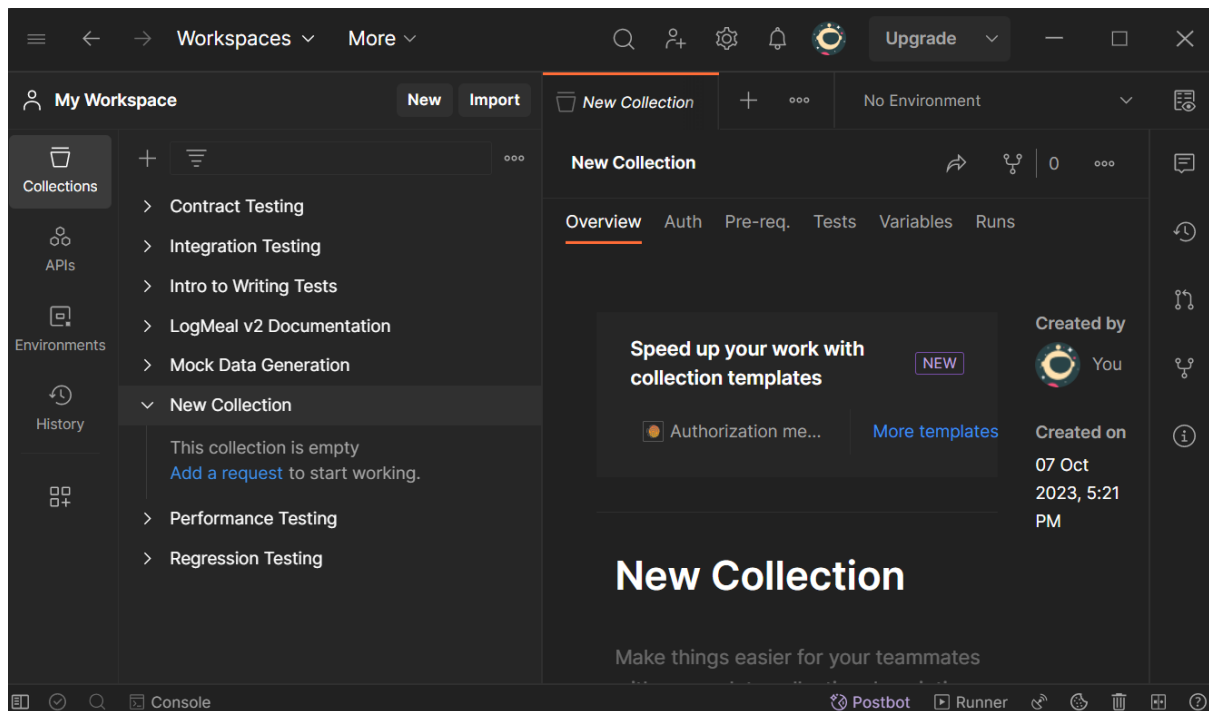 Workspaces More Upgrade
My Workspace New Import
New Collection No Environment
Collections
APIs
Environments
History
Contract Testing
Integration Testing
Intro to Writing Tests
LogMeal v2 Documentation
Mock Data Generation
New Collection
This collection is empty
Add a request to start working.
Performance Testing
Regression Testing
New Collection 0
Overview Auth Pre-req. Tests Variables Runs
Speed up your work with
collection templates
NEW
Authorization me... More templates
Created by
You
Created on
07 Oct
2023, 5:21
PM
New Collection
Make things easier for your teammates
Console Postbot Runner